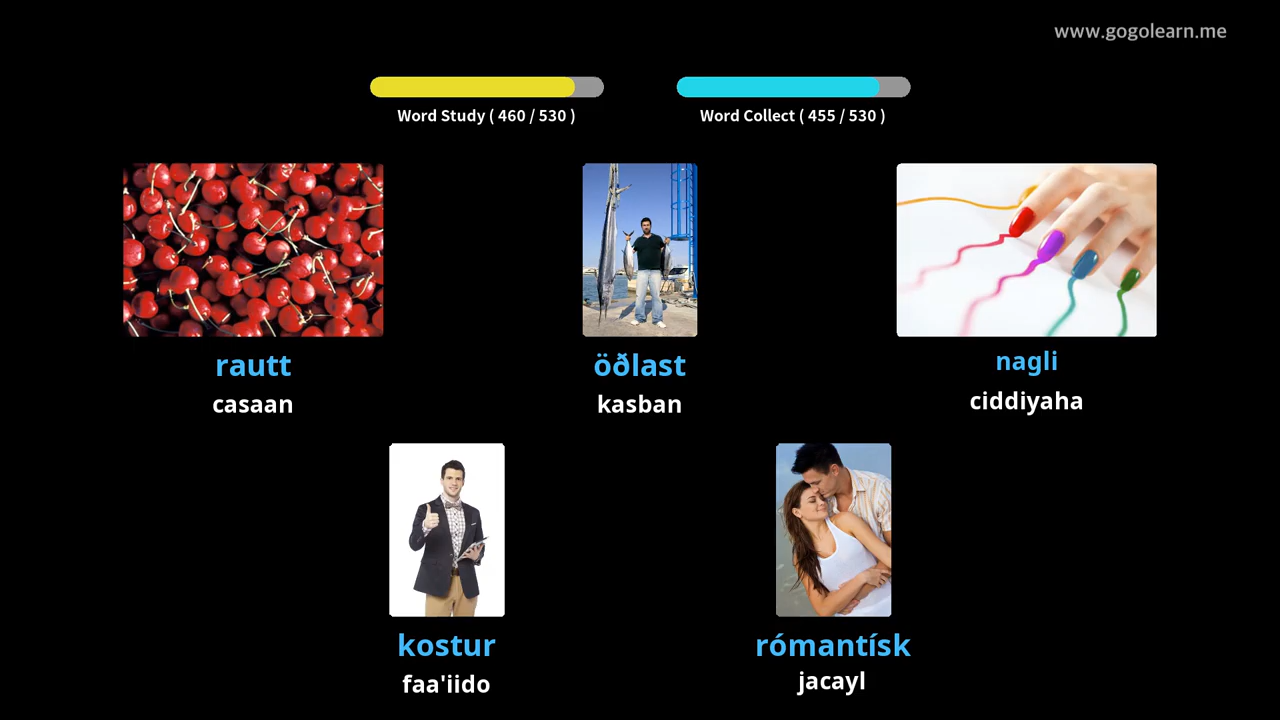 www.gogolearn.me
Word Study ( 460 / 530 )
Word Collect ( 455 / 530 )
rautt
casaan
öðlast
kasban
nagli
ciddiyaha
kostur
faa'iido
rómantísk
jacayl